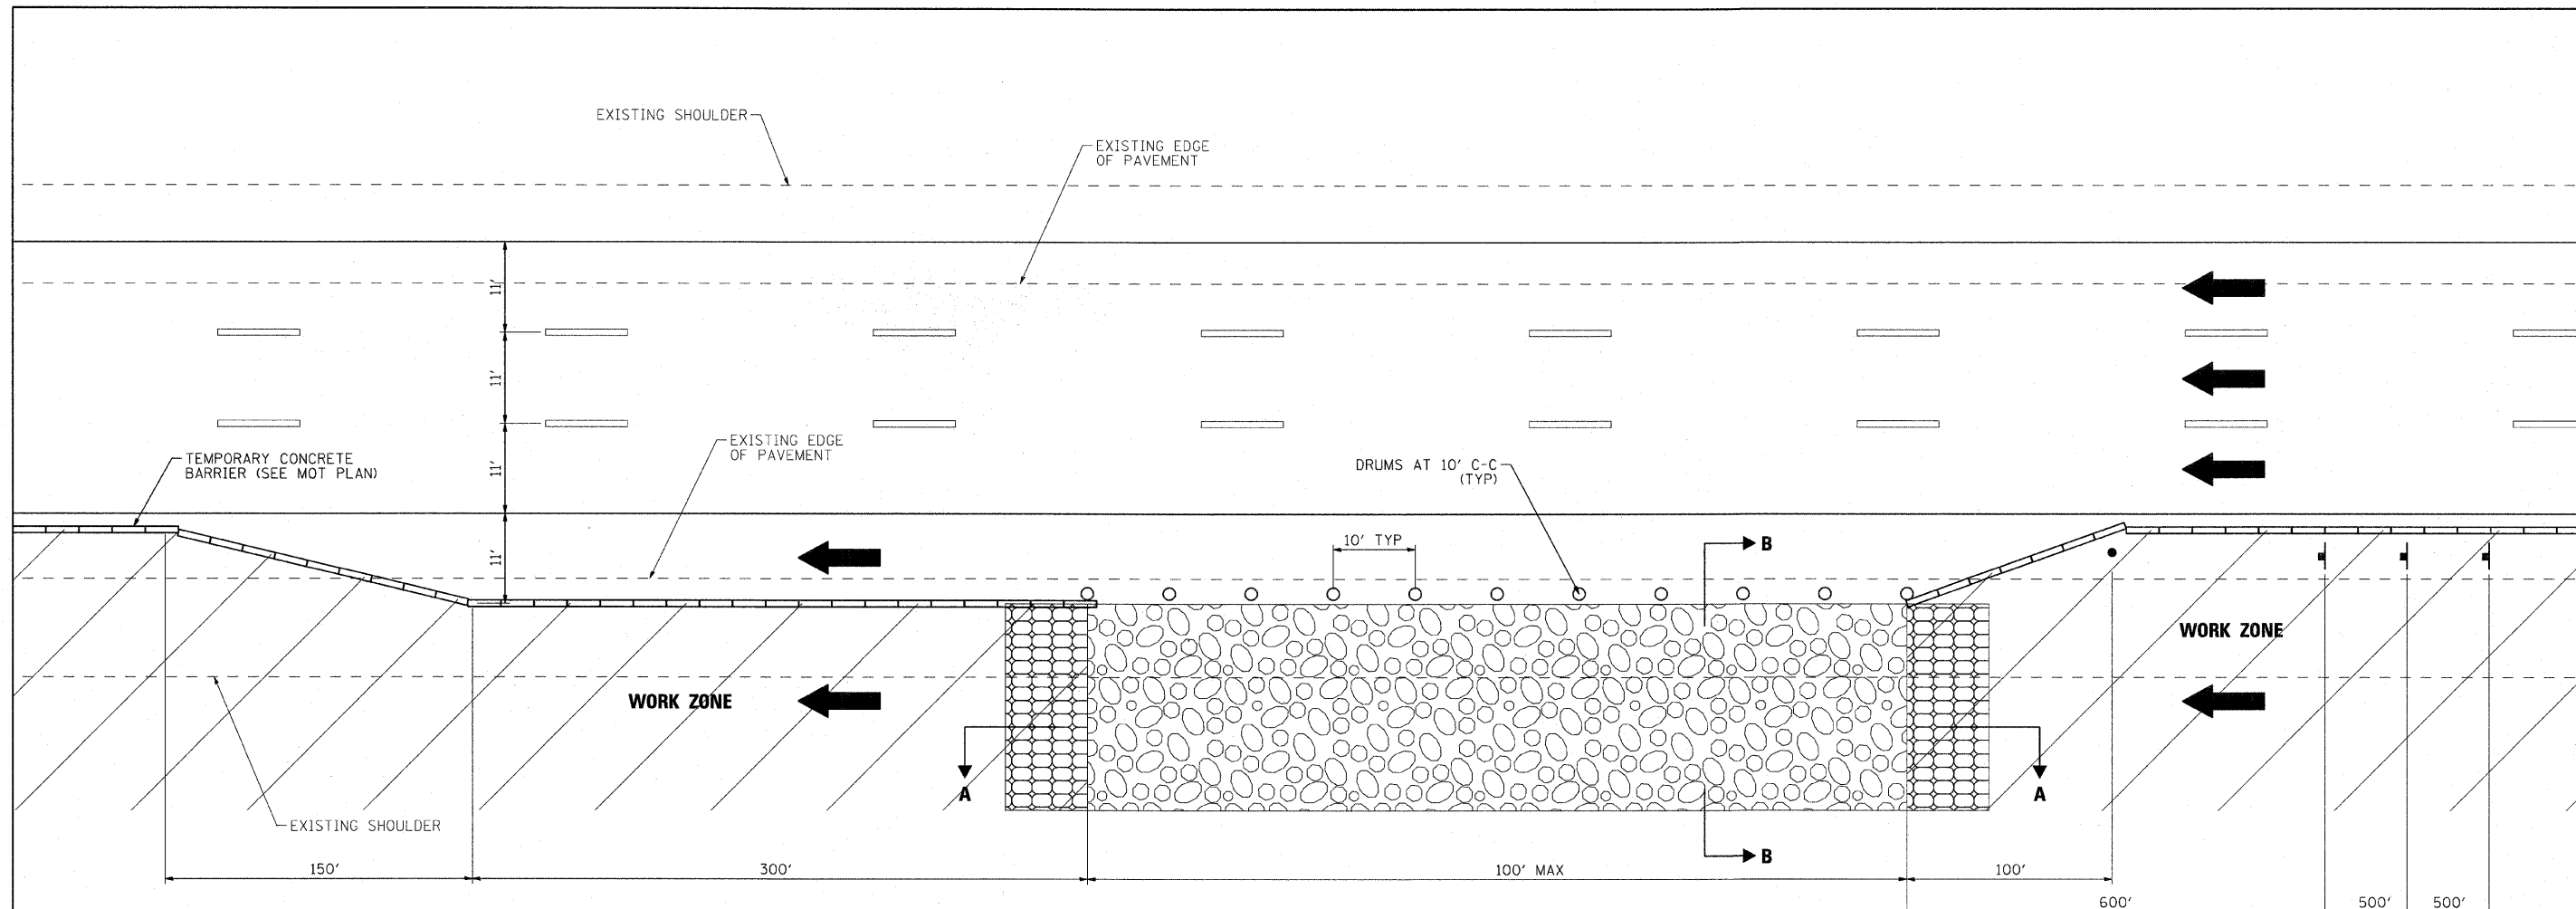 EXISTING SHOULDER
EXISTING EDGE
OF PAVEMENT
11'
11'
11'
11'
EXISTING EDGE
OF PAVEMENT
TEMPORARY CONCRETE
BARRIER (SEE MOT PLAN)
DRUMS AT 10' C-C
(TYP)
10' TYP
B
WORK ZONE
WORK ZONE
A
A
EXISTING SHOULDER
B
150'
300'
100' MAX
100'
600'
500'
500'